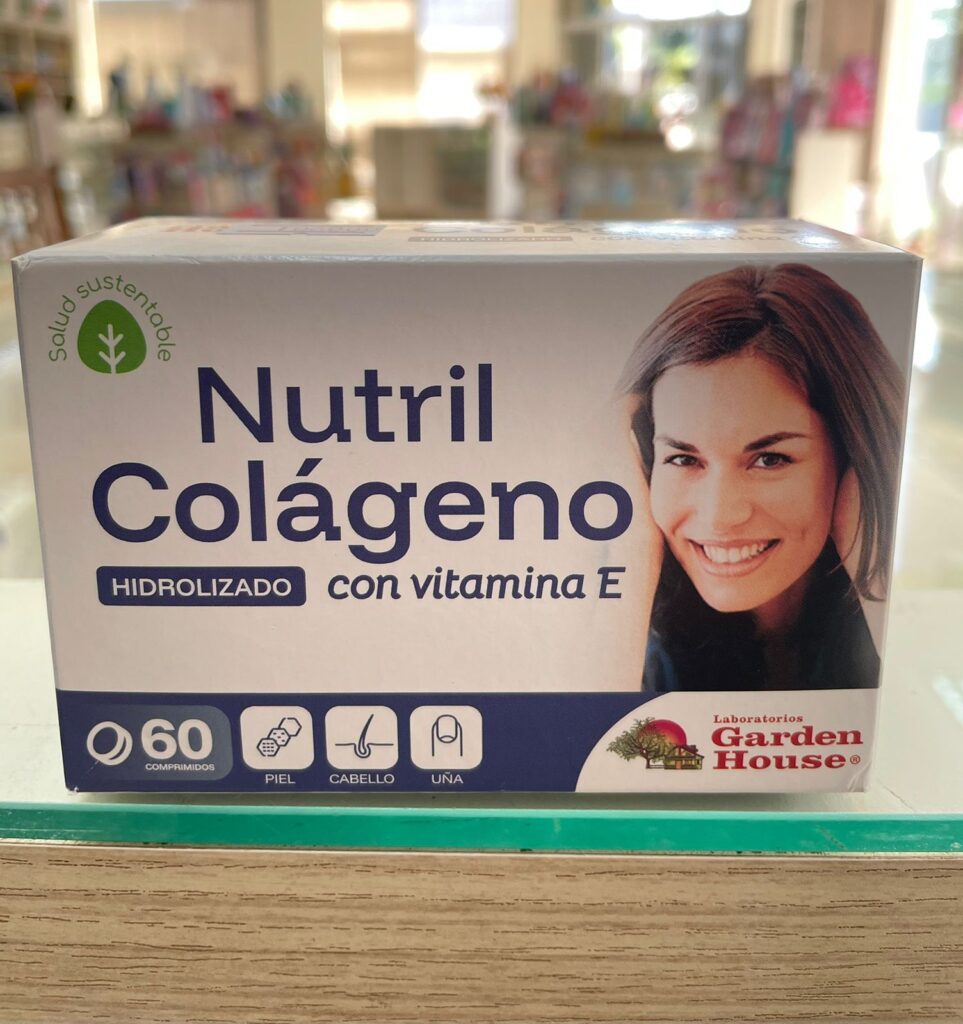 Salud sustentable
Nutril
Colágeno
HIDROLIZADO con vitamina E
60
COMPRIMIDOS
PIEL
CABELLO
UÑA
Laboratorios
Garden
House®